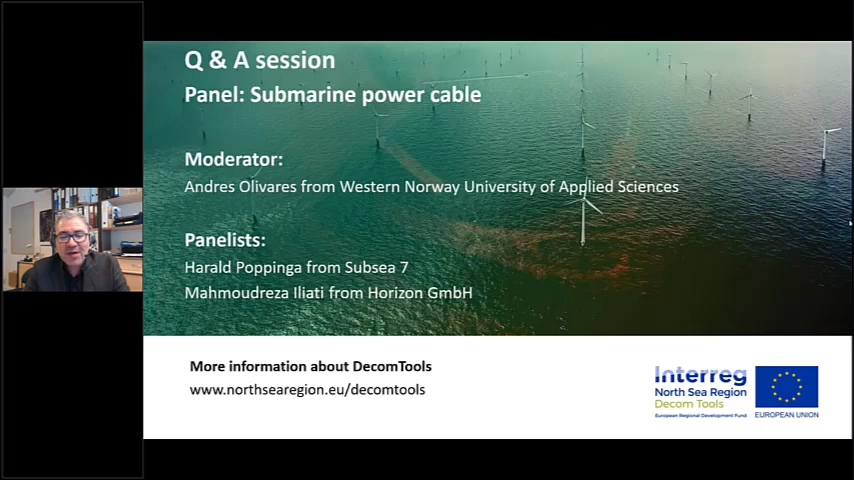 Q & A session
Panel: Submarine power cable
Moderator:
Andres Olivares from Western Norway University of Applied Sciences
Panelists:
Harald Poppinga from Subsea 7
Mahmoudreza Iliati from Horizon GmbH
More information about DecomTools
www.northsearegion.eu/decomtools
Interreg
North Sea Region
Decom Tools
European Regional Development Fund
EUROPEAN UNION